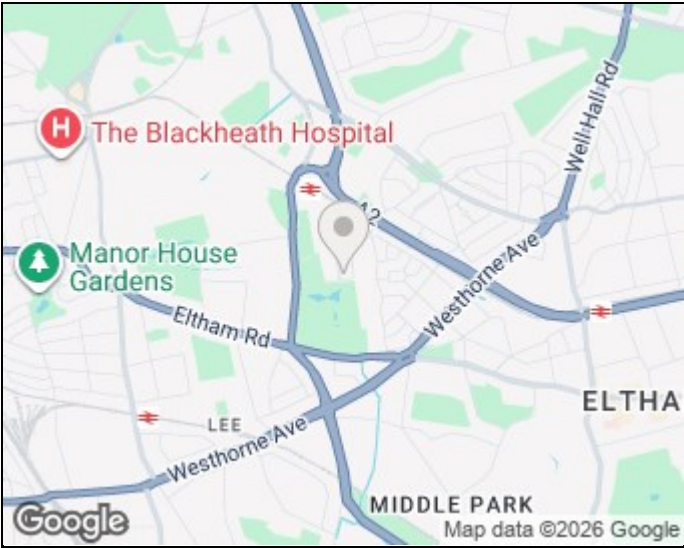 Well Hall Rd
H
The Blackheath Hospital
A2
Manor House
Gardens
Westhorne Ave
Eltham Rd
ELTHA
LEE
Westhorne Ave
MIDDLE PARK
Google
Map data ©2026 Google